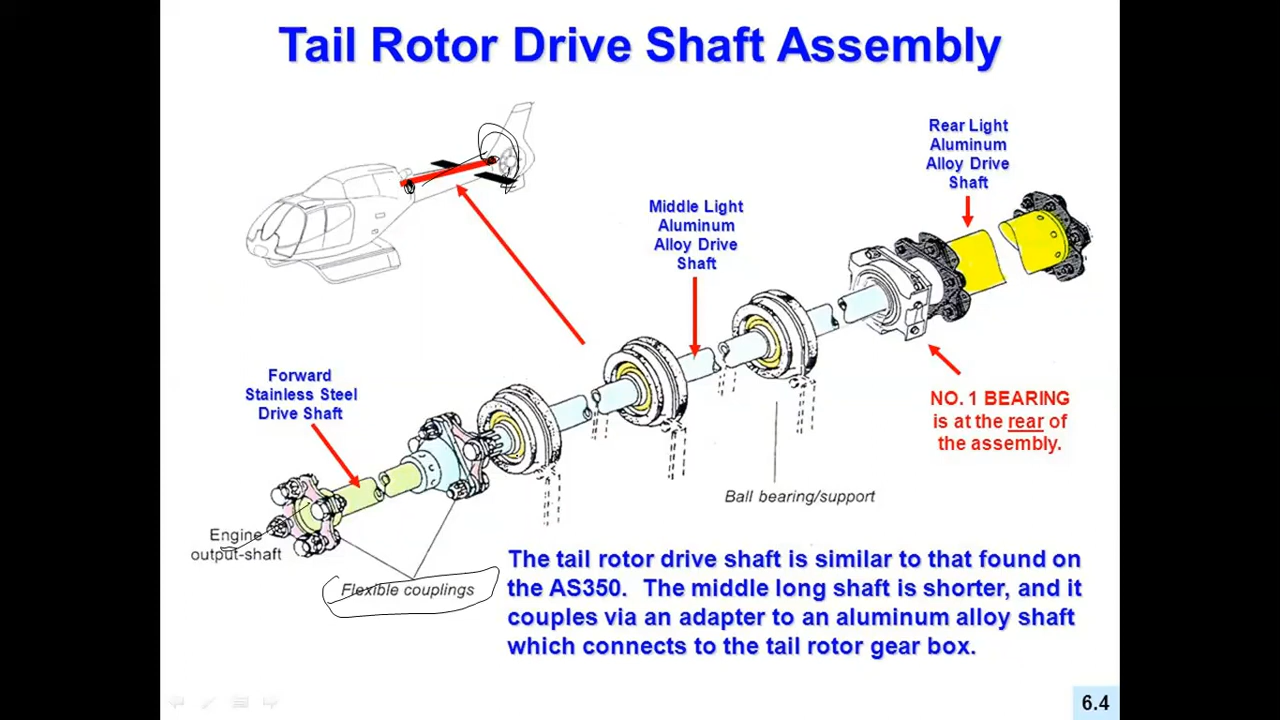 Tail Rotor Drive Shaft Assembly
Rear Light
Aluminum
Alloy Drive
Shaft
Middle Light
Aluminum
Alloy Drive
Shaft
Forward
Stainless Steel
Drive Shaft
NO. 1 BEARING
is at the rear of
the assembly.
Ball bearing/support
Engine
output-shaft
Flexible couplings
The tail rotor drive shaft is similar to that found on
the AS350.  The middle long shaft is shorter, and it
couples via an adapter to an aluminum alloy shaft
which connects to the tail rotor gear box.
6.4